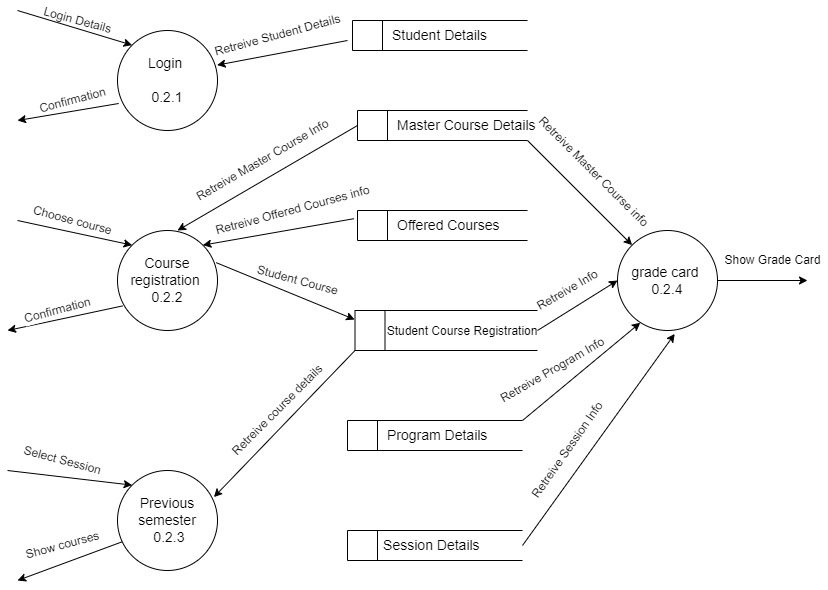 Login Details
Retreive Student Details
Student Details
Login
0.2.1
Confirmation
Master Course Details
Retreive Master Course Info
Retreive Master Course info
Choose course
Retreive Offered Courses info
Offered Courses
Course
registration
0.2.2
Student Course
Confirmation
grade card
0.2.4
Show Grade Card
Retreive Info
Student Course Registration
Retreive course details
Retreive Program Info
Program Details
Select Session
Retreive Session Info
Previous
semester
0.2.3
Show courses
Session Details